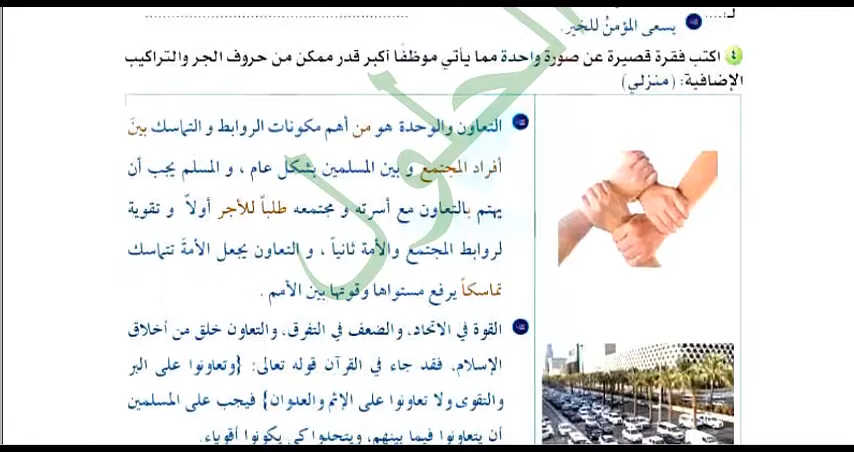 لـ:
يسعى المؤمنُ للخير.
٤ اكتب فقرة قصيرة عن صورة واحدة مما يأتي موظفًا أكبر قدر ممكن من حروف الجر والتراكيب
الإضافية: (منزلي)
التعاون والوحدة هو من أهم مكونات الروابط و التماسك بينَ
أفراد المجتمع و بين المسلمين بشكل عام ، و المسلم يجب أن
يهتم بالتعاون مع أسرته و مجتمعه طلباً للأجر أولاً و تقوية
لروابط المجتمع والأمة ثانياً ، و التعاون يجعل الأمةَ تتماسك
تماسكاً يرفع مستواها وقوتها بين الأمم .
القوة في الاتحاد، والضعف في التفرق، والتعاون خلق من أخلاق
الإسلام، فقد جاء في القرآن قوله تعالى: {وتعاونوا على البر
والتقوى ولا تعاونوا على الإثم والعدوان} فيجب على المسلمين
أن يتعاونوا فيما بينهم، ويتحدوا كي يكونوا أقوياء.
الحلول